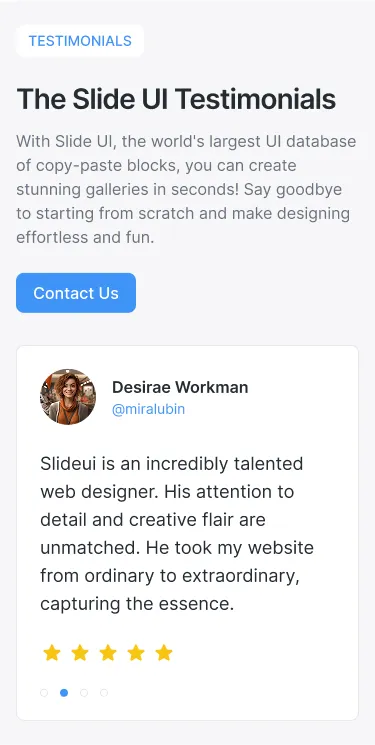 TESTIMONIALS
The Slide UI Testimonials
With Slide UI, the world's largest UI database
of copy-paste blocks, you can create
stunning galleries in seconds! Say goodbye
to starting from scratch and make designing
effortless and fun.
Contact Us
Desirae Workman
@miralubin
Slideui is an incredibly talented
web designer. His attention to
detail and creative flair are
unmatched. He took my website
from ordinary to extraordinary,
capturing the essence.